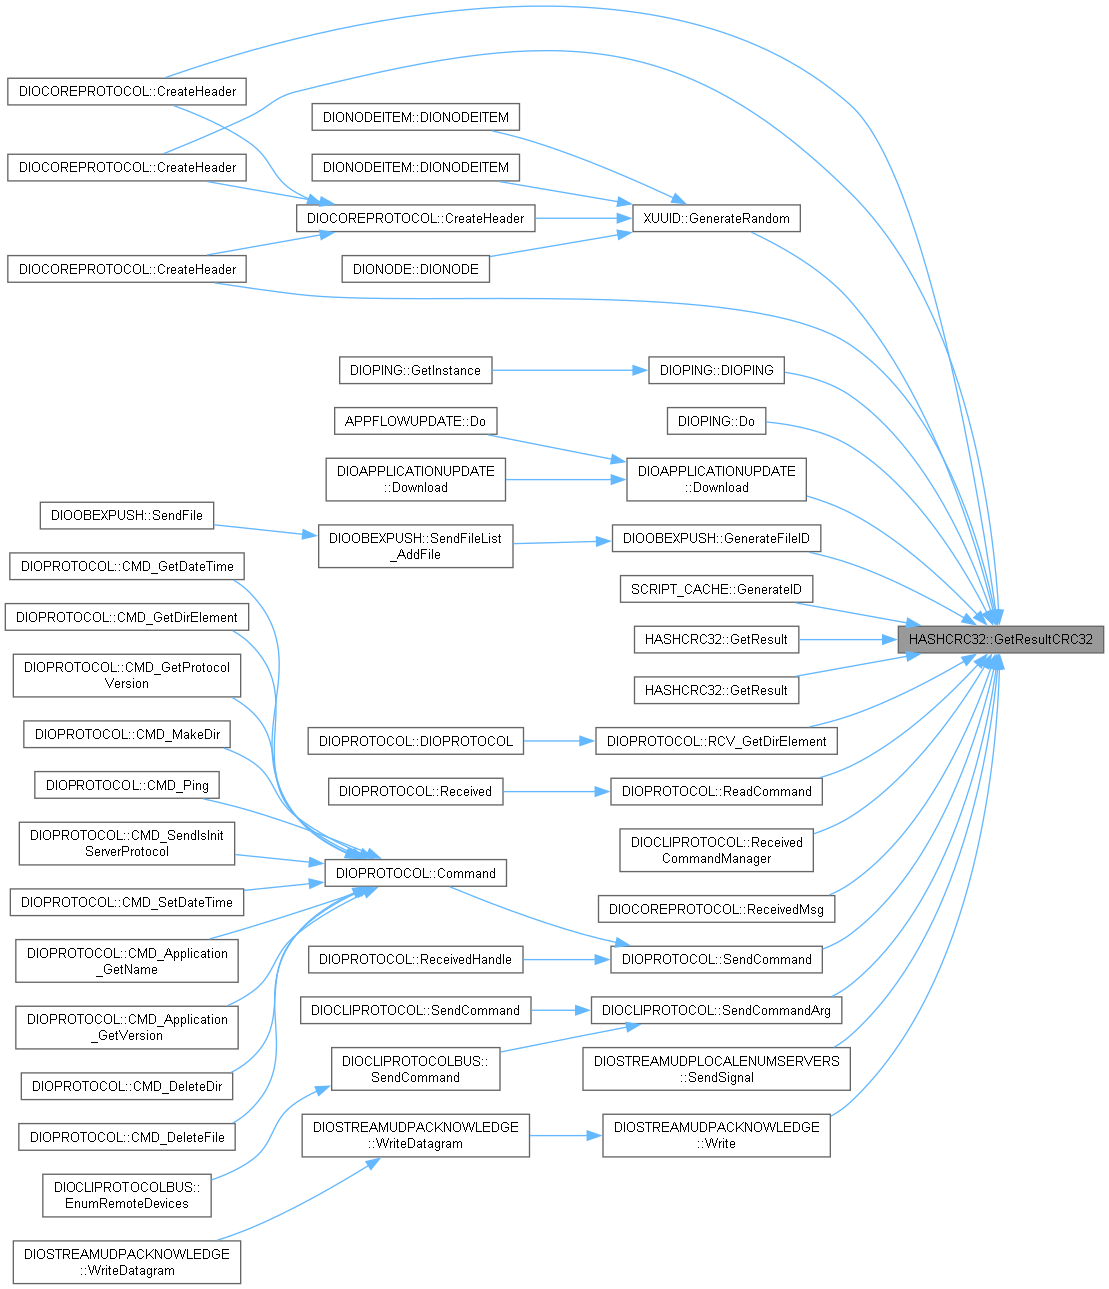 DIOCOREPROTOCOL::CreateHeader
DIOCOREPROTOCOL::CreateHeader
DIOCOREPROTOCOL::CreateHeader
DIONODEITEM::DIONODEITEM
DIONODEITEM::DIONODEITEM
DIOCOREPROTOCOL::CreateHeader
DIONODE::DIONODE
XUUID::GenerateRandom
DIOPING::GetInstance
DIOPING::DIOPING
DIOPING::Do
APPFLOWUPDATE::Do
DIOAPPLICATIONUPDATE
::Download
DIOAPPLICATIONUPDATE
::Download
DIOOBEXPUSH::SendFile
DIOOBEXPUSH::SendFileList
_AddFile
DIOOBEXPUSH::GenerateFileID
SCRIPT_CACHE::GenerateID
HASHCRC32::GetResult
HASHCRC32::GetResult
HASHCRC32::GetResultCRC32
DIOPROTOCOL::CMD_GetDateTime
DIOPROTOCOL::CMD_GetDirElement
DIOPROTOCOL::CMD_GetProtocol
Version
DIOPROTOCOL::CMD_MakeDir
DIOPROTOCOL::CMD_Ping
DIOPROTOCOL::CMD_SendIsInit
ServerProtocol
DIOPROTOCOL::CMD_SetDateTime
DIOPROTOCOL::CMD_Application
_GetName
DIOPROTOCOL::CMD_Application
_GetVersion
DIOPROTOCOL::CMD_DeleteDir
DIOPROTOCOL::CMD_DeleteFile
DIOPROTOCOL::DIOPROTOCOL
DIOPROTOCOL::RCV_GetDirElement
DIOPROTOCOL::Received
DIOPROTOCOL::ReadCommand
DIOCLIPROTOCOL::Received
CommandManager
DIOPROTOCOL::Command
DIOCOREPROTOCOL::ReceivedMsg
DIOPROTOCOL::ReceivedHandle
DIOPROTOCOL::SendCommand
DIOCLIPROTOCOL::SendCommand
DIOCLIPROTOCOL::SendCommandArg
DIOCLIPROTOCOLBUS::
SendCommand
DIOSTREAMUDPLOCALENUMSERVERS
::SendSignal
DIOSTREAMUDPACKNOWLEDGE
::WriteDatagram
DIOSTREAMUDPACKNOWLEDGE
::Write
DIOCLIPROTOCOLBUS::
EnumRemoteDevices
DIOSTREAMUDPACKNOWLEDGE
::WriteDatagram